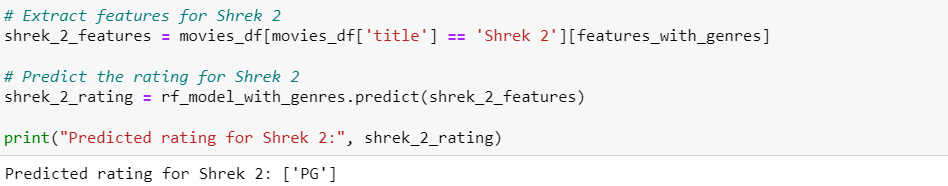 # Extract features for Shrek 2
shrek_2_features = movies_df[movies_df['title'] == 'Shrek 2'][features_with_genres]
# Predict the rating for Shrek 2
shrek_2_rating = rf_model_with_genres.predict(shrek_2_features)
print("Predicted rating for Shrek 2:", shrek_2_rating)
Predicted rating for Shrek 2: ['PG']